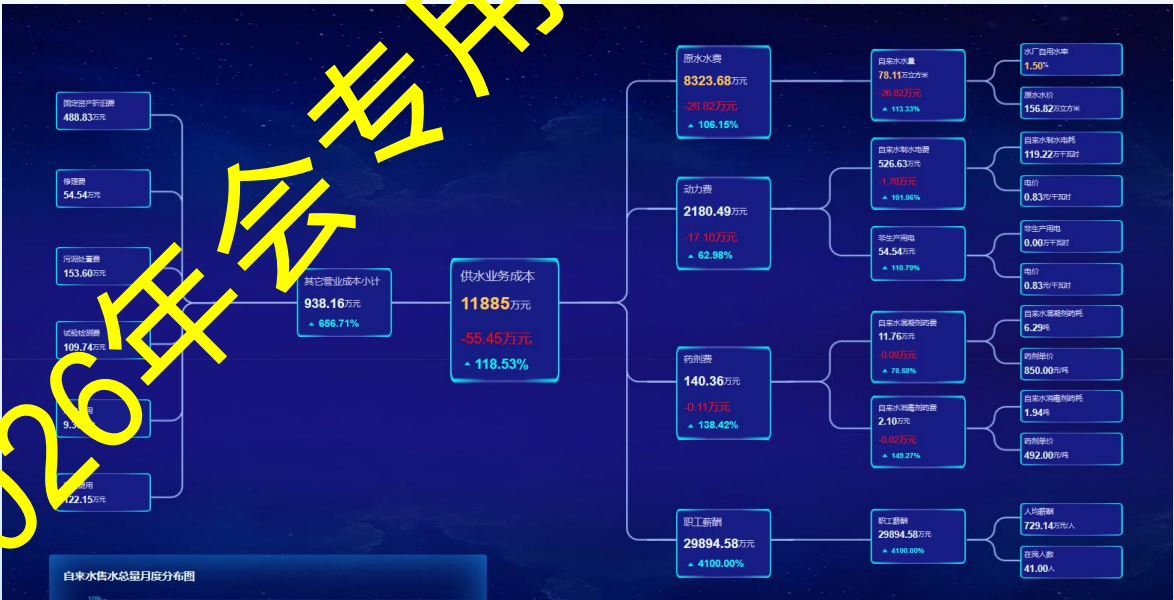 固定资产折旧费
488.83万元
修理费
54.54万元
污泥处置费
153.60万元
试验检测费
109.74万元
用
9.3
费用
122.15万元
其它营业成本小计
938.16万元
▲ 656.71%
供水业务成本
11885万元
-55.45万元
▲ 118.53%
原水水费
8323.68万元
-26.82万元
▲ 106.15%
动力费
2180.49万元
-17.10万元
▲ 62.98%
药剂费
140.36万元
-0.11万元
▲ 138.42%
职工薪酬
29894.58万元
▲ 4100.00%
自来水水量
78.11万立方米
-26.82万元
▲ 113.33%
自来水制水电费
526.63万元
-1.70万元
▲ 101.06%
非生产用电
54.54万元
▲ 110.79%
自来水混凝剂药费
11.76万元
-0.09万元
▲ 78.68%
自来水消毒剂药费
2.10万元
-0.02万元
▲ 149.27%
职工薪酬
29894.58万元
▲ 4100.00%
水厂自用水率
1.50%
原水水价
156.82万立方米
自来水制水电耗
119.22万千瓦时
电价
0.83元/千瓦时
非生产用电
0.00万千瓦时
电价
0.83元/千瓦时
自来水混凝剂药耗
6.29吨
药剂单价
850.00元/吨
自来水消毒剂药耗
1.94吨
药剂单价
492.00元/吨
人均薪酬
729.14万元/人
在岗人数
41.00人
自来水售水总量月度分布图
10%
026年会专用